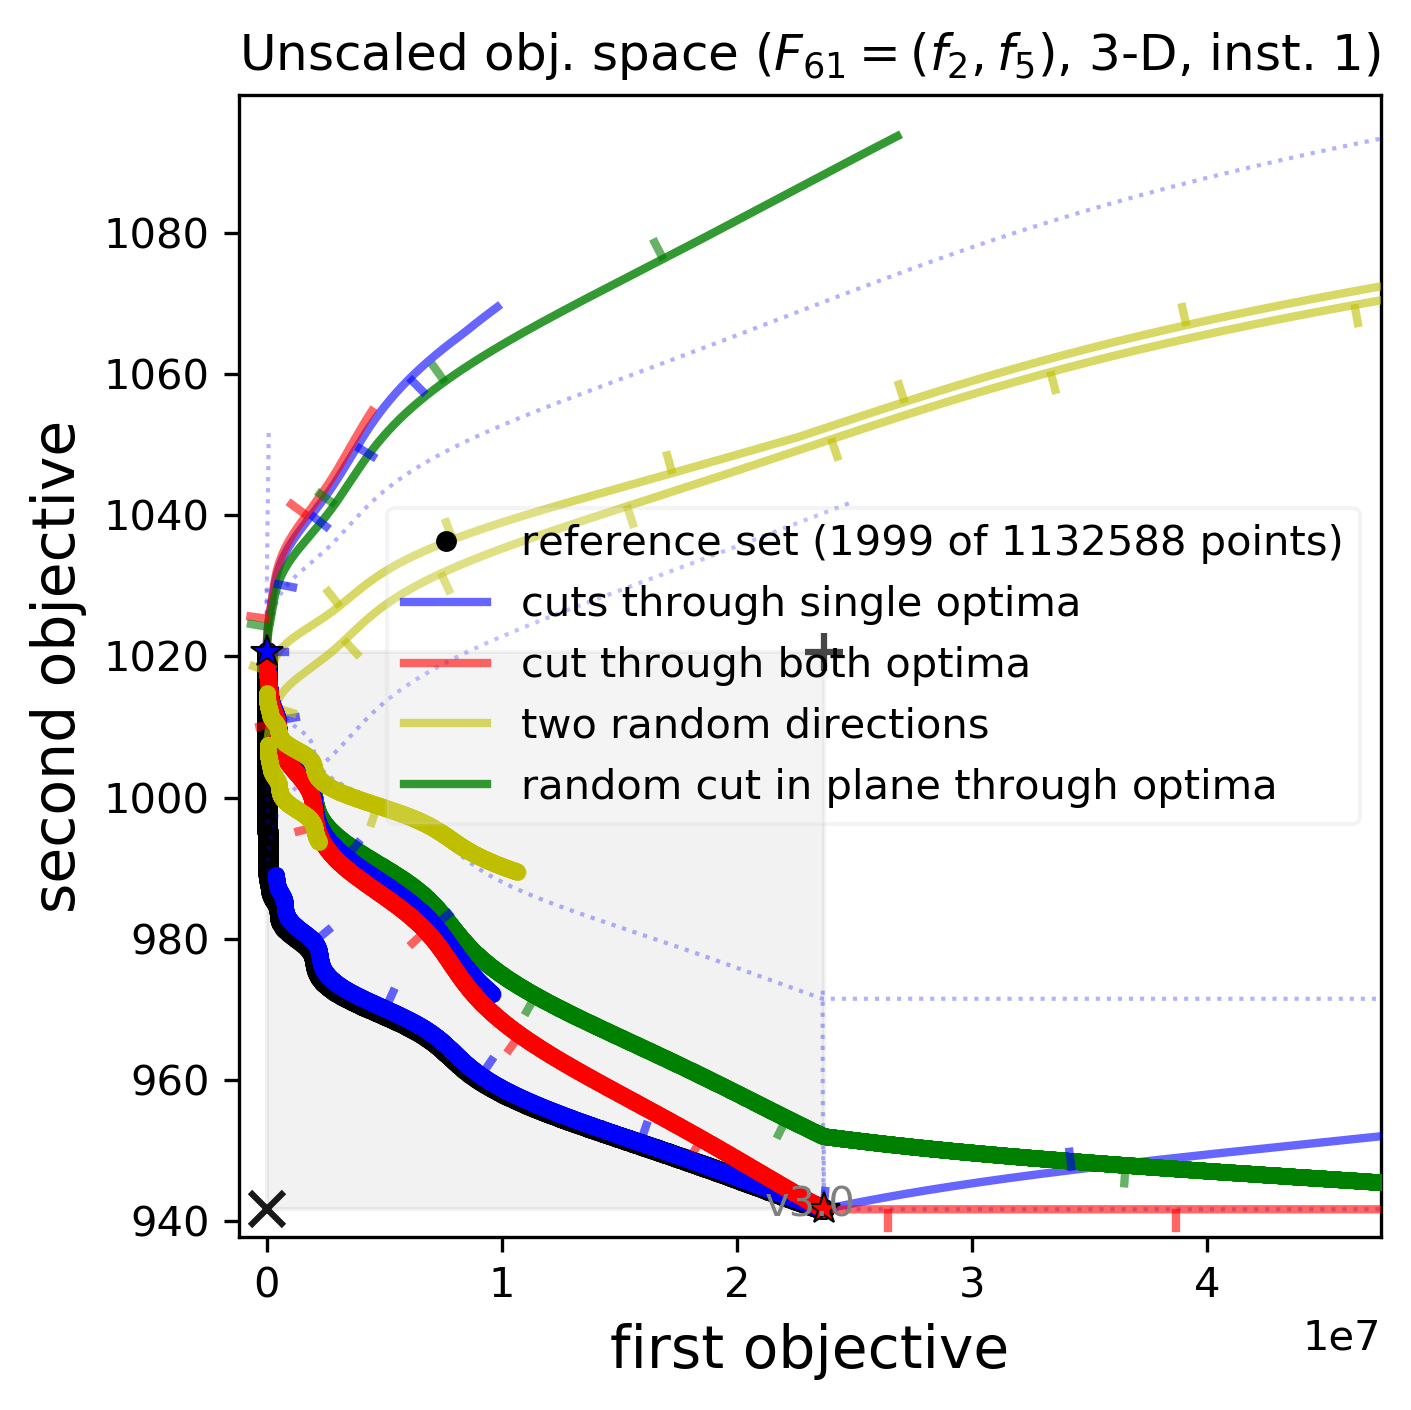 Unscaled obj. space (F61 = (f2, f5), 3-D, inst. 1)
second objective
1080
1060
1040
1020
1000
980
960
940
reference set (1999 of 1132588 points)
cuts through single optima
cut through both optima
two random directions
random cut in plane through optima
v3.0
0 1 2 3 4
1e7
first objective